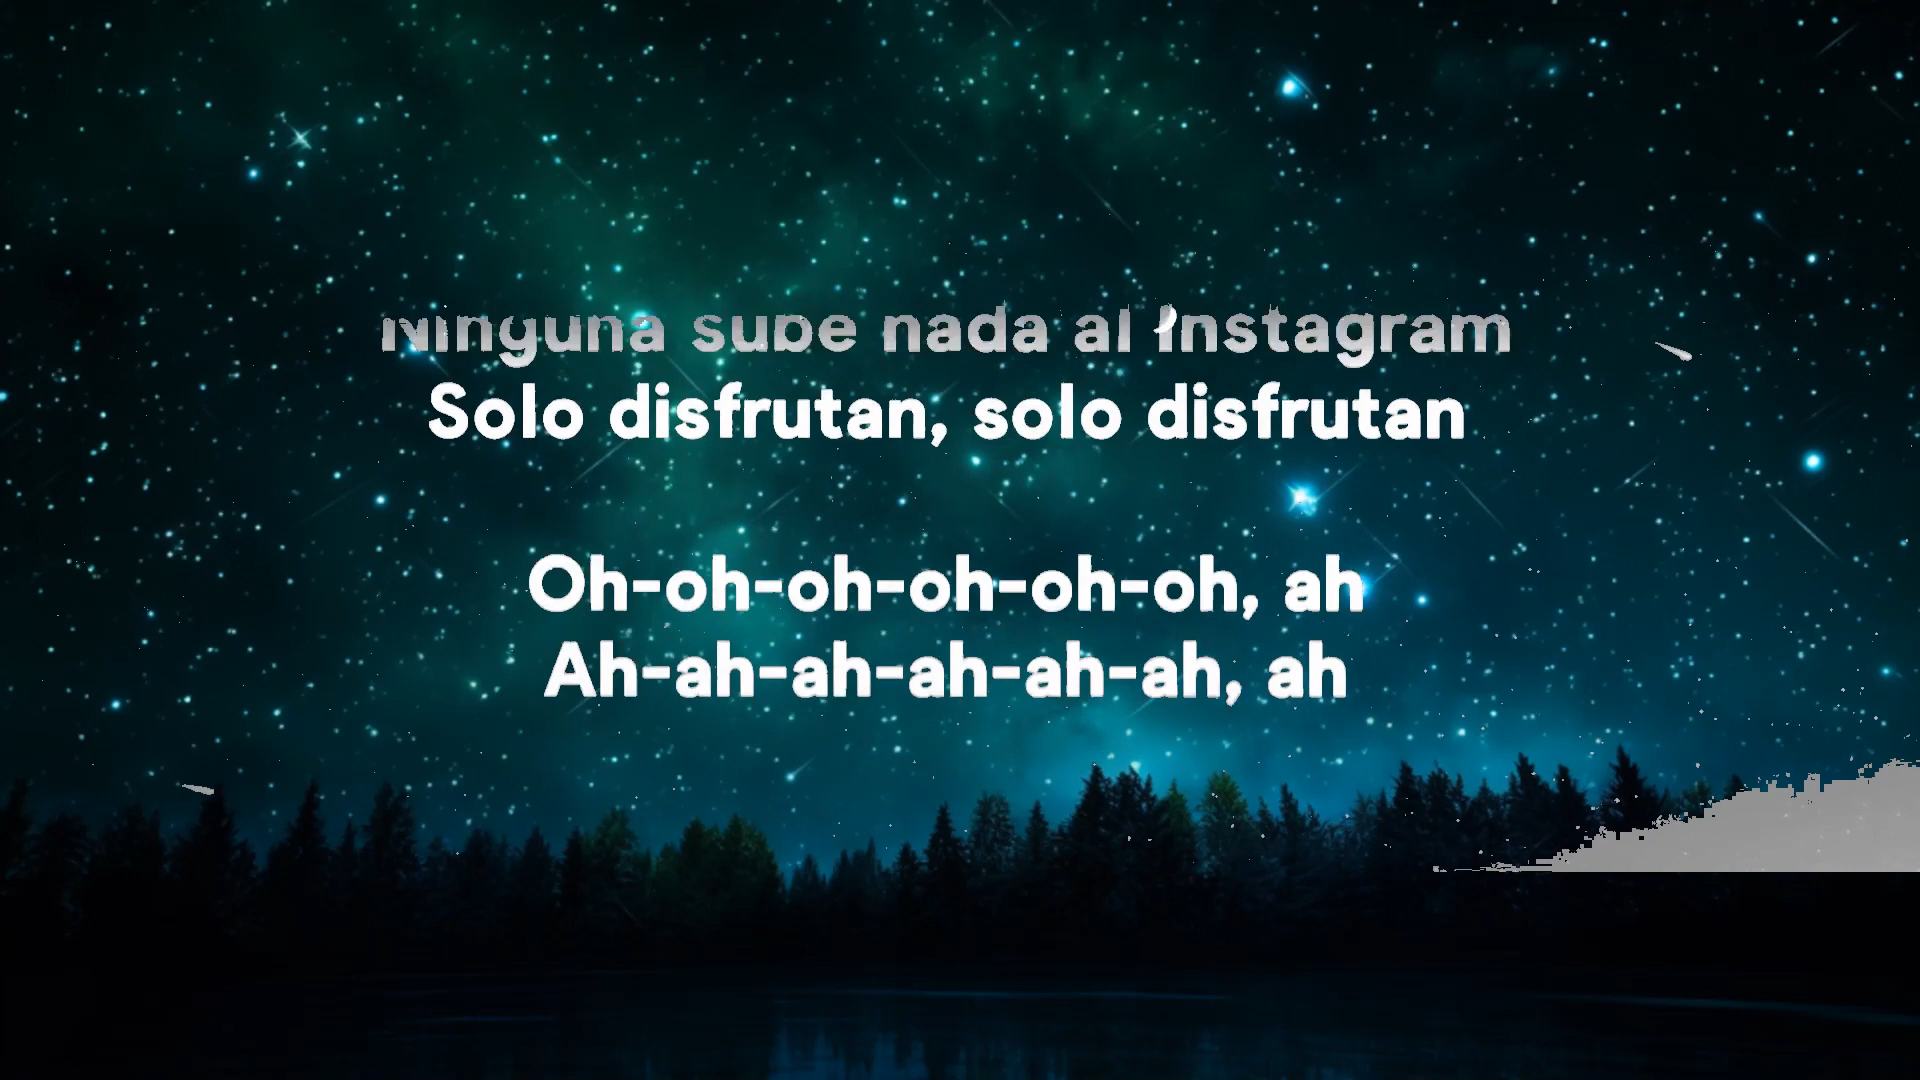 Ninguna sube nada al Instagram
Solo disfrutan, solo disfrutan
Oh-oh-oh-oh-oh-oh, ah
Ah-ah-ah-ah-ah-ah, ah